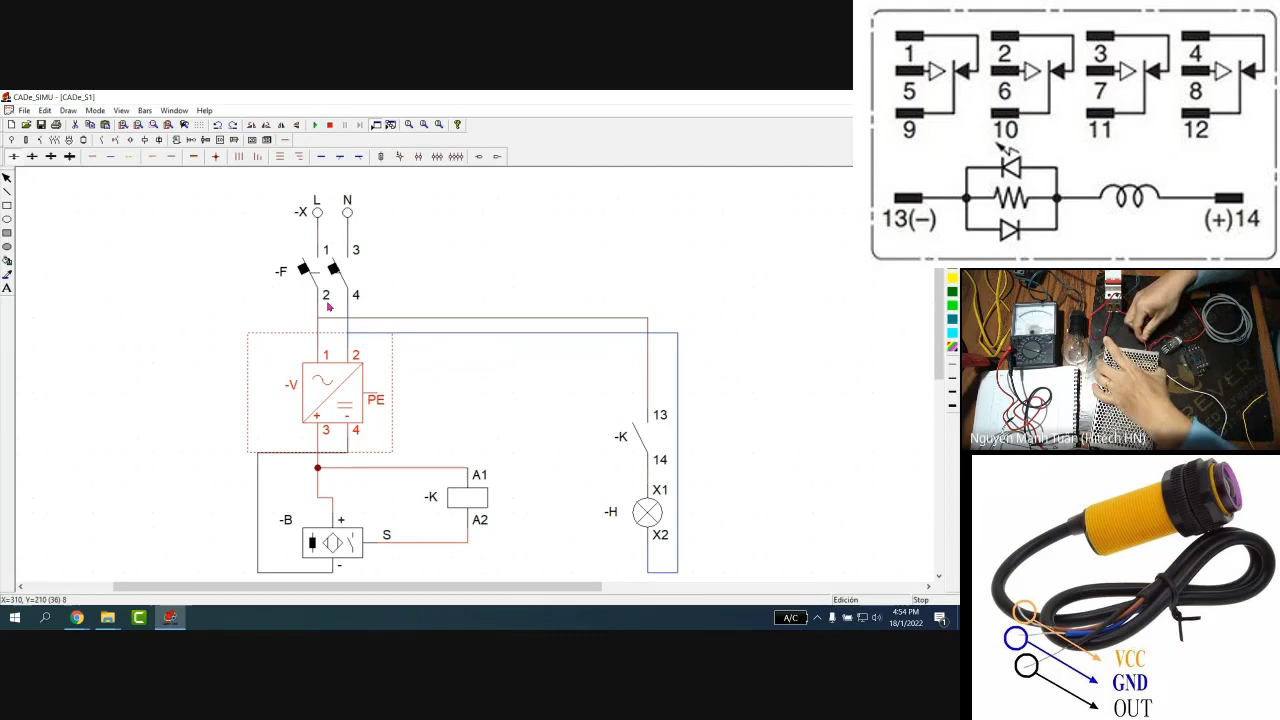 CADe_SIMU - [CADe_S1]
File Edit Draw Mode View Bars Window Help
L N
-X
1 3
-F
2 4
1 2
-V
PE
+ -
3 4
A1
-K
A2
-B
+
S
-
13
-K
14
X1
-H
X2
X=310, Y=210 (36) 8
Edición
Stop
A/C
4:54 PM
18/1/2022
1
1 2 3 4
5 6 7 8
9 10 11 12
13(–) (+)14
Nguyen Manh Tuan (Hitech HN)
VCC
GND
OUT